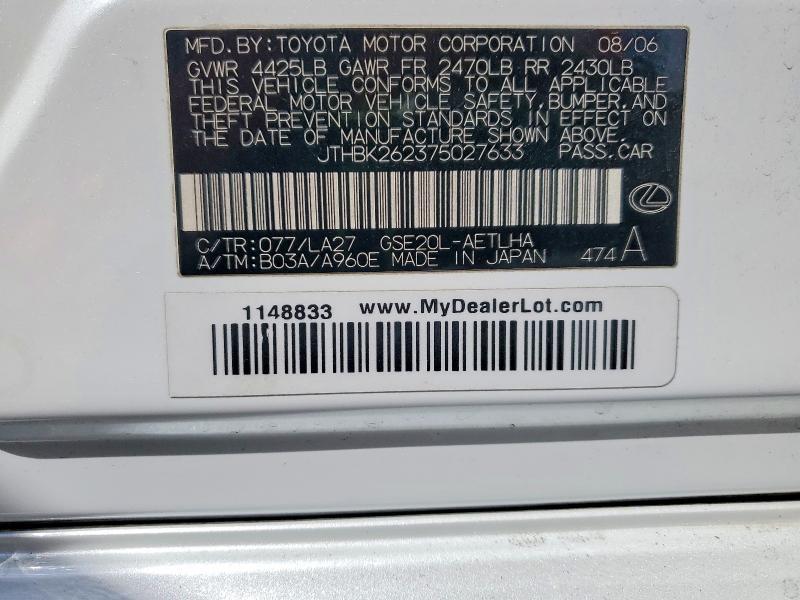 MFD. BY: TOYOTA MOTOR CORPORATION 08/06
GVWR 4425LB GAWR FR 2470LB RR 2430LB
THIS VEHICLE CONFORMS TO ALL APPLICABLE
FEDERAL MOTOR VEHICLE SAFETY, BUMPER, AND
THEFT PREVENTION STANDARDS IN EFFECT ON
THE DATE OF MANUFACTURE SHOWN ABOVE.
JTHBK262375027633 PASS. CAR
C/TR: 077/LA27 GSE20L-AETLHA
A/TM: B03A/A960E MADE IN JAPAN 474 A
1148833 www.MyDealerLot.com